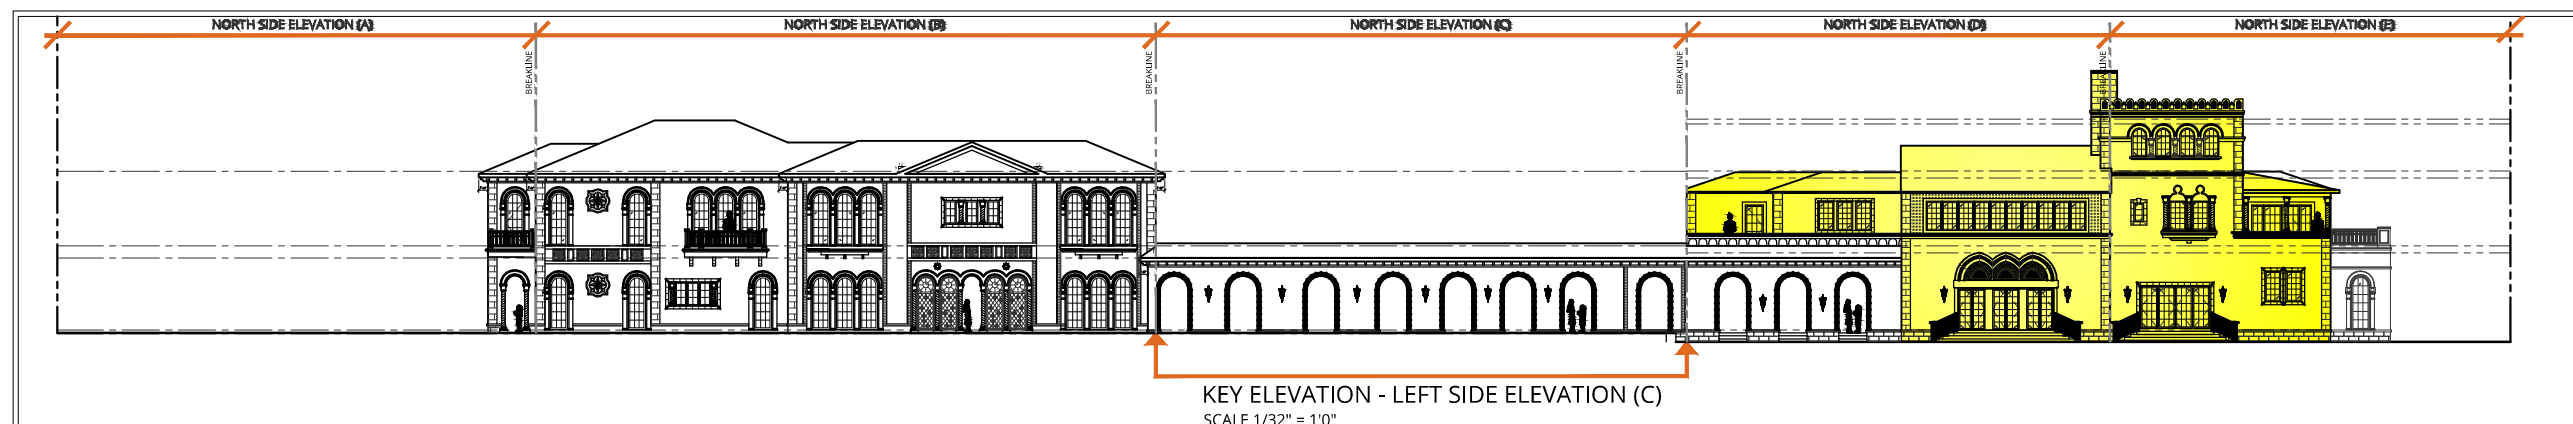 NORTH SIDE ELEVATION (A)
NORTH SIDE ELEVATION (B)
NORTH SIDE ELEVATION (C)
NORTH SIDE ELEVATION (D)
NORTH SIDE ELEVATION (E)
BREAKLINE
BREAKLINE
BREAKLINE
BREAKLINE
KEY ELEVATION - LEFT SIDE ELEVATION (C)
SCALE 1/32" = 1'0"